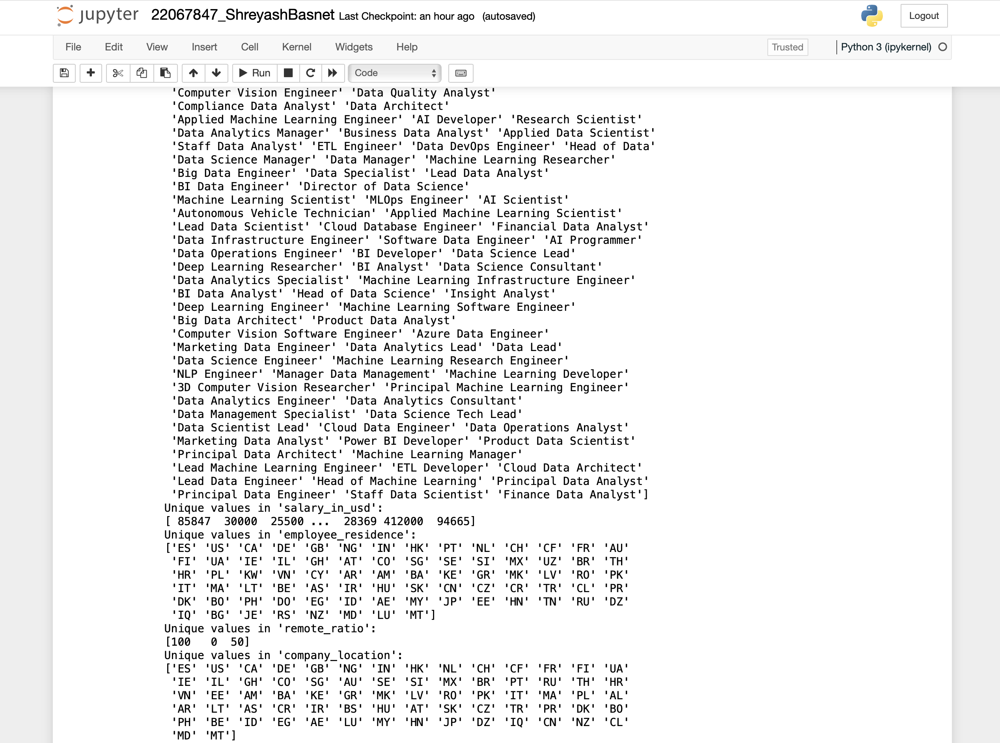 jupyter 22067847_ShreyashBasnet Last Checkpoint: an hour ago (autosaved) Logout
File Edit View Insert Cell Kernel Widgets Help Trusted Python 3 (ipykernel)
Run Code
'Computer Vision Engineer' 'Data Quality Analyst'
'Compliance Data Analyst' 'Data Architect'
'Applied Machine Learning Engineer' 'AI Developer' 'Research Scientist'
'Data Analytics Manager' 'Business Data Analyst' 'Applied Data Scientist'
'Staff Data Analyst' 'ETL Engineer' 'Data DevOps Engineer' 'Head of Data'
'Data Science Manager' 'Data Manager' 'Machine Learning Researcher'
'Big Data Engineer' 'Data Specialist' 'Lead Data Analyst'
'BI Data Engineer' 'Director of Data Science'
'Machine Learning Scientist' 'MLOps Engineer' 'AI Scientist'
'Autonomous Vehicle Technician' 'Applied Machine Learning Scientist'
'Lead Data Scientist' 'Cloud Database Engineer' 'Financial Data Analyst'
'Data Infrastructure Engineer' 'Software Data Engineer' 'AI Programmer'
'Data Operations Engineer' 'BI Developer' 'Data Science Lead'
'Deep Learning Researcher' 'BI Analyst' 'Data Science Consultant'
'Data Analytics Specialist' 'Machine Learning Infrastructure Engineer'
'BI Data Analyst' 'Head of Data Science' 'Insight Analyst'
'Deep Learning Engineer' 'Machine Learning Software Engineer'
'Big Data Architect' 'Product Data Analyst'
'Computer Vision Software Engineer' 'Azure Data Engineer'
'Marketing Data Engineer' 'Data Analytics Lead' 'Data Lead'
'Data Science Engineer' 'Machine Learning Research Engineer'
'NLP Engineer' 'Manager Data Management' 'Machine Learning Developer'
'3D Computer Vision Researcher' 'Principal Machine Learning Engineer'
'Data Analytics Engineer' 'Data Analytics Consultant'
'Data Management Specialist' 'Data Science Tech Lead'
'Data Scientist Lead' 'Cloud Data Engineer' 'Data Operations Analyst'
'Marketing Data Analyst' 'Power BI Developer' 'Product Data Scientist'
'Principal Data Architect' 'Machine Learning Manager'
'Lead Machine Learning Engineer' 'ETL Developer' 'Cloud Data Architect'
'Lead Data Engineer' 'Head of Machine Learning' 'Principal Data Analyst'
'Principal Data Engineer' 'Staff Data Scientist' 'Finance Data Analyst']
Unique values in 'salary_in_usd':
[ 85847 30000 25500 ... 28369 412000 94665]
Unique values in 'employee_residence':
['ES' 'US' 'CA' 'DE' 'GB' 'NG' 'IN' 'HK' 'PT' 'NL' 'CH' 'CF' 'FR' 'AU'
'FI' 'UA' 'IE' 'IL' 'GH' 'AT' 'CO' 'SG' 'SE' 'SI' 'MX' 'UZ' 'BR' 'TH'
'HR' 'PL' 'KW' 'VN' 'CY' 'AR' 'AM' 'BA' 'KE' 'GR' 'MK' 'LV' 'RO' 'PK'
'IT' 'MA' 'LT' 'BE' 'AS' 'IR' 'HU' 'SK' 'CN' 'CZ' 'CR' 'TR' 'CL' 'PR'
'DK' 'BO' 'PH' 'DO' 'EG' 'ID' 'AE' 'MY' 'JP' 'EE' 'HN' 'TN' 'RU' 'DZ'
'IQ' 'BG' 'JE' 'RS' 'NZ' 'MD' 'LU' 'MT']
Unique values in 'remote_ratio':
[100 0 50]
Unique values in 'company_location':
['ES' 'US' 'CA' 'DE' 'GB' 'NG' 'IN' 'HK' 'NL' 'CH' 'CF' 'FR' 'FI' 'UA'
'IE' 'IL' 'GH' 'CO' 'SG' 'AU' 'SE' 'SI' 'MX' 'BR' 'PT' 'RU' 'TH' 'HR'
'VN' 'EE' 'AM' 'BA' 'KE' 'GR' 'MK' 'LV' 'RO' 'PK' 'IT' 'MA' 'PL' 'AL'
'AR' 'LT' 'AS' 'CR' 'IR' 'BS' 'HU' 'AT' 'SK' 'CZ' 'TR' 'PR' 'DK' 'BO'
'PH' 'BE' 'ID' 'EG' 'AE' 'LU' 'MY' 'HN' 'JP' 'DZ' 'IQ' 'CN' 'NZ' 'CL'
'MD' 'MT']